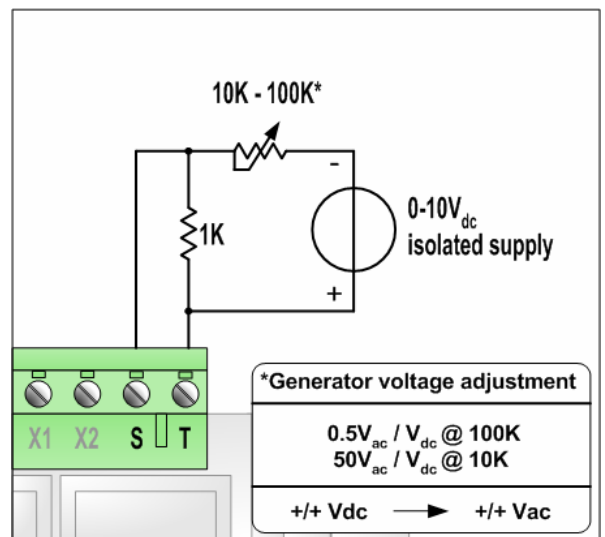 10K - 100K*
-
1K
0-10Vdc
isolated supply
+
X1 X2 S T
*Generator voltage adjustment
0.5Vac / Vdc @ 100K
50Vac / Vdc @ 10K
+/+ Vdc → +/+ Vac